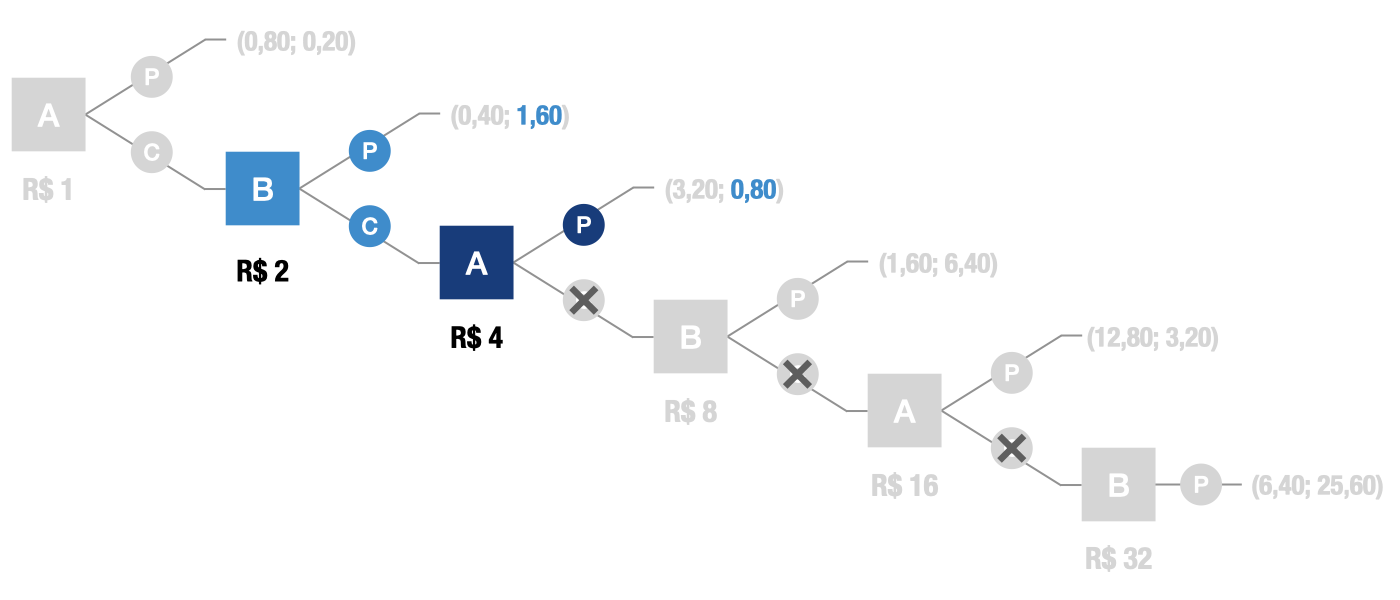 (0,80; 0,20)
P
A
C
R$ 1
(0,40; 1,60)
P
B
C
R$ 2
(3,20; 0,80)
P
A
R$ 4
(1,60; 6,40)
P
B
R$ 8
(12,80; 3,20)
P
A
R$ 16
B
P
(6,40; 25,60)
R$ 32